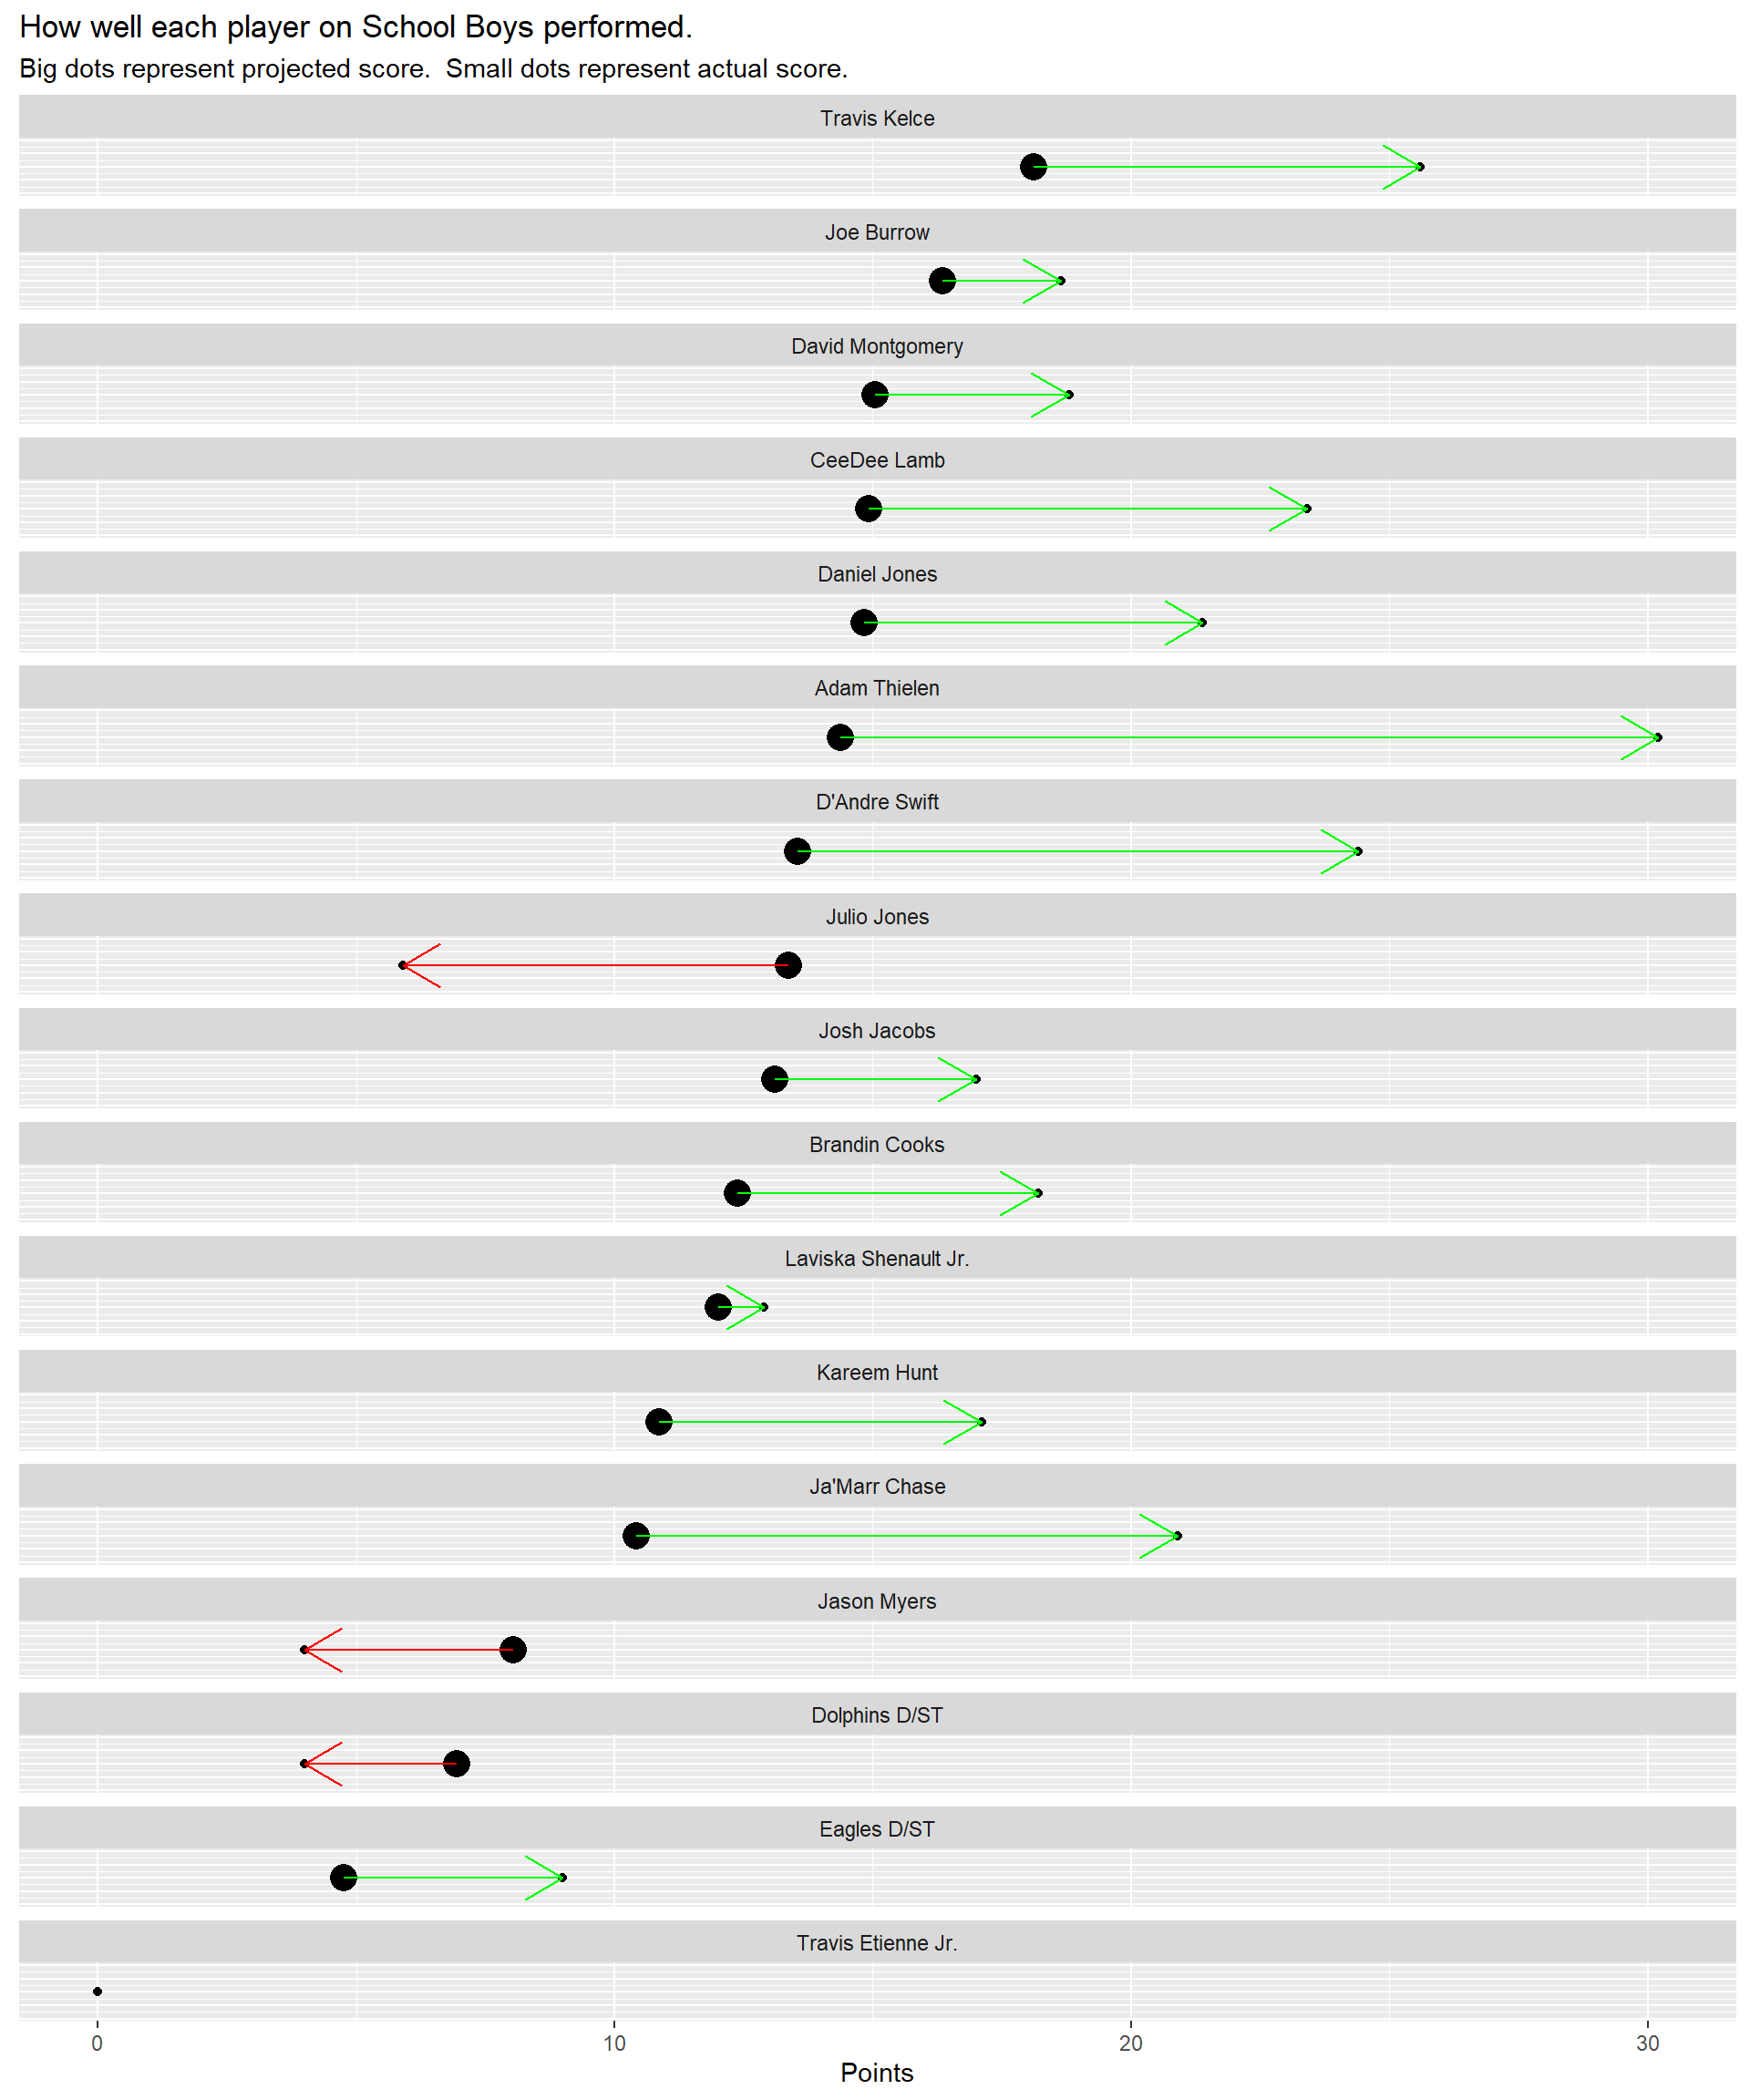 How well each player on School Boys performed.
Big dots represent projected score.  Small dots represent actual score.
Travis Kelce
Joe Burrow
David Montgomery
CeeDee Lamb
Daniel Jones
Adam Thielen
D'Andre Swift
Julio Jones
Josh Jacobs
Brandin Cooks
Laviska Shenault Jr.
Kareem Hunt
Ja'Marr Chase
Jason Myers
Dolphins D/ST
Eagles D/ST
Travis Etienne Jr.
0 10 20 30
Points